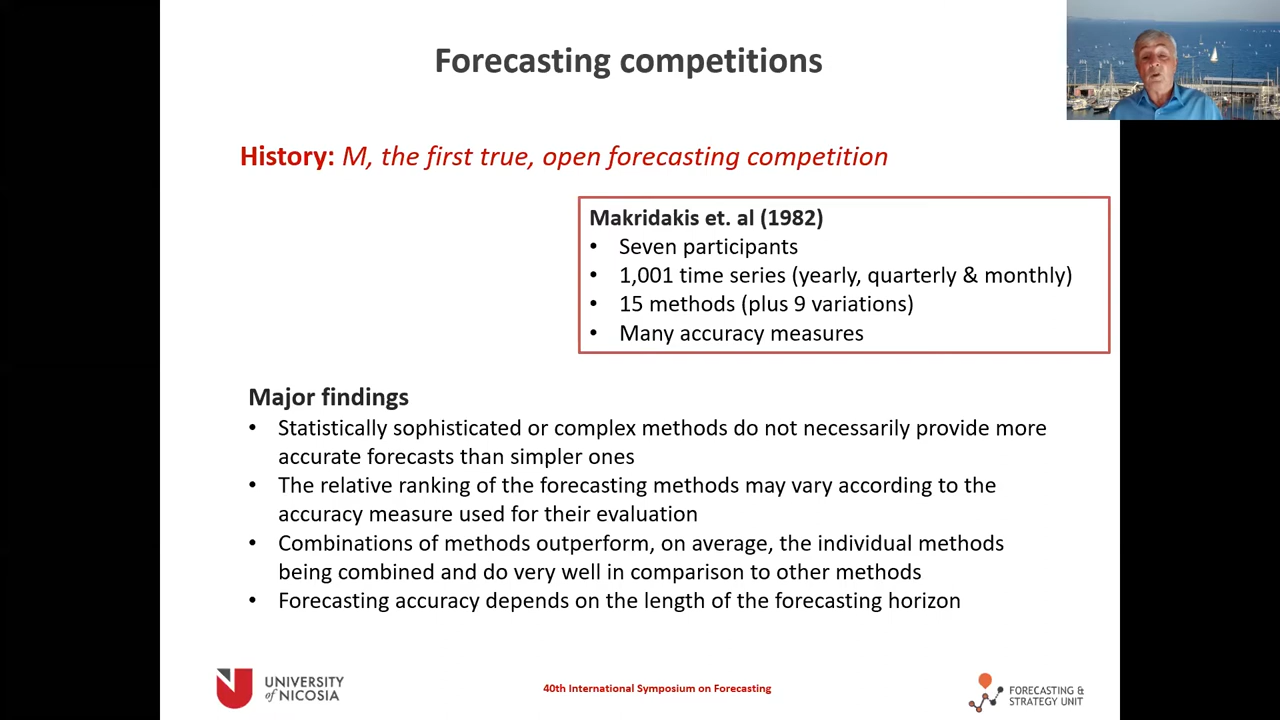 Forecasting competitions
History: M, the first true, open forecasting competition
Makridakis et. al (1982)
• Seven participants
• 1,001 time series (yearly, quarterly & monthly)
• 15 methods (plus 9 variations)
• Many accuracy measures
Major findings
• Statistically sophisticated or complex methods do not necessarily provide more
accurate forecasts than simpler ones
• The relative ranking of the forecasting methods may vary according to the
accuracy measure used for their evaluation
• Combinations of methods outperform, on average, the individual methods
being combined and do very well in comparison to other methods
• Forecasting accuracy depends on the length of the forecasting horizon
UNIVERSITY
of NICOSIA
40th International Symposium on Forecasting
FORECASTING &
STRATEGY UNIT